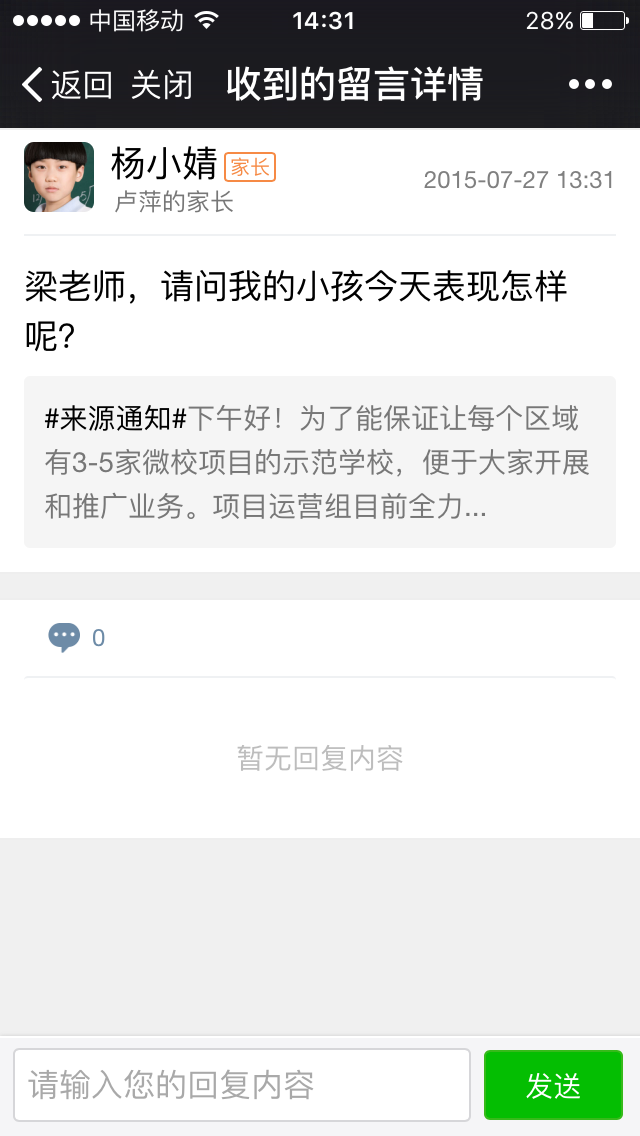 中国移动 14:31 28%
返回 关闭 收到的留言详情
杨小婧 家长
卢萍的家长
2015-07-27 13:31
梁老师，请问我的小孩今天表现怎样
呢?
#来源通知#下午好！为了能保证让每个区域
有3-5家微校项目的示范学校，便于大家开展
和推广业务。项目运营组目前全力...
0
暂无回复内容
请输入您的回复内容 发送